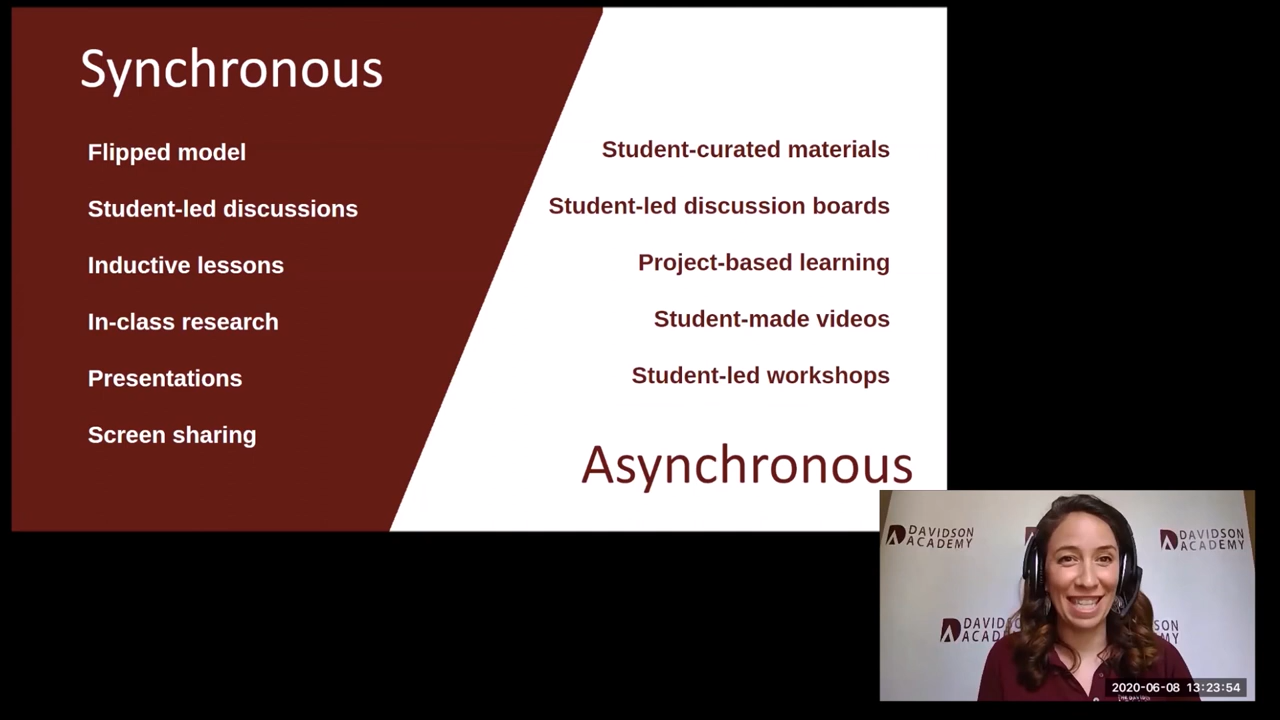 Synchronous
Flipped model
Student-led discussions
Inductive lessons
In-class research
Presentations
Screen sharing
Student-curated materials
Student-led discussion boards
Project-based learning
Student-made videos
Student-led workshops
Asynchronous
DAVIDSON
ACADEMY
DAVIDSON
ACADEMY
DAVIDS
ACAD
2020-06-08 13:23:54